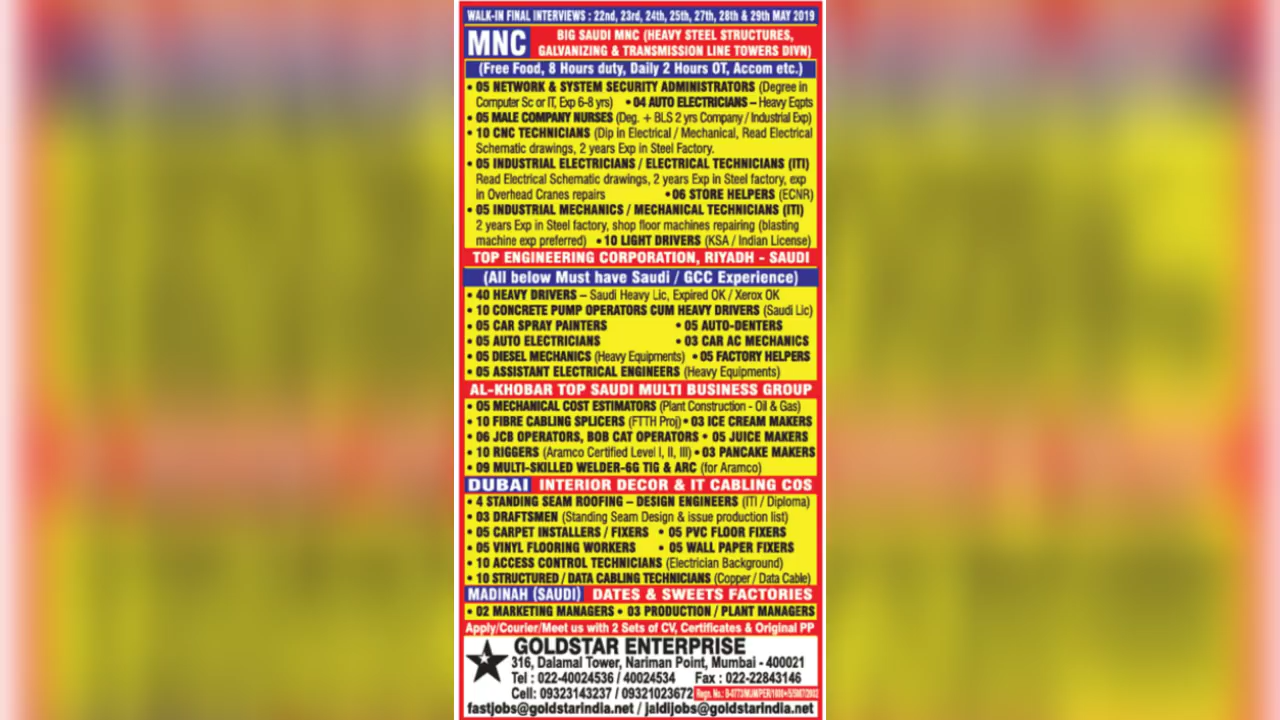 WALK-IN FINAL INTERVIEWS : 22nd, 23rd, 24th, 25th, 27th, 28th & 29th MAY 2019
MNC BIG SAUDI MNC (HEAVY STEEL STRUCTURES,
GALVANIZING & TRANSMISSION LINE TOWERS DIVN)
(Free Food, 8 Hours duty, Daily 2 Hours OT, Accom etc.)
• 05 NETWORK & SYSTEM SECURITY ADMINISTRATORS (Degree in
Computer Sc or IT, Exp 6-8 yrs) • 04 AUTO ELECTRICIANS – Heavy Eqpts
• 05 MALE COMPANY NURSES (Deg. + BLS 2 yrs Company / Industrial Exp)
• 10 CNC TECHNICIANS (Dip in Electrical / Mechanical, Read Electrical
Schematic drawings, 2 years Exp in Steel Factory.
• 05 INDUSTRIAL ELECTRICIANS / ELECTRICAL TECHNICIANS (ITI)
Read Electrical Schematic drawings, 2 years Exp in Steel factory, exp
in Overhead Cranes repairs • 06 STORE HELPERS (ECNR)
• 05 INDUSTRIAL MECHANICS / MECHANICAL TECHNICIANS (ITI)
2 years Exp in Steel factory, shop floor machines repairing (blasting
machine exp preferred) • 10 LIGHT DRIVERS (KSA / Indian License)
TOP ENGINEERING CORPORATION, RIYADH - SAUDI
(All below Must have Saudi / GCC Experience)
• 40 HEAVY DRIVERS – Saudi Heavy Lic, Expired OK / Xerox OK
• 10 CONCRETE PUMP OPERATORS CUM HEAVY DRIVERS (Saudi Lic)
• 05 CAR SPRAY PAINTERS • 05 AUTO-DENTERS
• 05 AUTO ELECTRICIANS • 03 CAR AC MECHANICS
• 05 DIESEL MECHANICS (Heavy Equipments) • 05 FACTORY HELPERS
• 05 ASSISTANT ELECTRICAL ENGINEERS (Heavy Equipments)
AL-KHOBAR TOP SAUDI MULTI BUSINESS GROUP
• 05 MECHANICAL COST ESTIMATORS (Plant Construction - Oil & Gas)
• 10 FIBRE CABLING SPLICERS (FTTH Proj) • 03 ICE CREAM MAKERS
• 06 JCB OPERATORS, BOB CAT OPERATORS • 05 JUICE MAKERS
• 10 RIGGERS (Aramco Certified Level I, II, III) • 03 PANCAKE MAKERS
• 09 MULTI-SKILLED WELDER-6G TIG & ARC (for Aramco)
DUBAI INTERIOR DECOR & IT CABLING COS
• 4 STANDING SEAM ROOFING – DESIGN ENGINEERS (ITI / Diploma)
• 03 DRAFTSMEN (Standing Seam Design & issue production list)
• 05 CARPET INSTALLERS / FIXERS • 05 PVC FLOOR FIXERS
• 05 VINYL FLOORING WORKERS • 05 WALL PAPER FIXERS
• 10 ACCESS CONTROL TECHNICIANS (Electrician Background)
• 10 STRUCTURED / DATA CABLING TECHNICIANS (Copper / Data Cable)
MADINAH (SAUDI) DATES & SWEETS FACTORIES
• 02 MARKETING MANAGERS • 03 PRODUCTION / PLANT MANAGERS
Apply/Courier/Meet us with 2 Sets of CV, Certificates & Original PP
GOLDSTAR ENTERPRISE
316, Dalamal Tower, Nariman Point, Mumbai - 400021
Tel : 022-40024536 / 40024534 Fax : 022-22843146
Cell: 09323143237 / 09321023672 Regn. No.:
fastjobs@goldstarindia.net / jaldijobs@goldstarindia.net